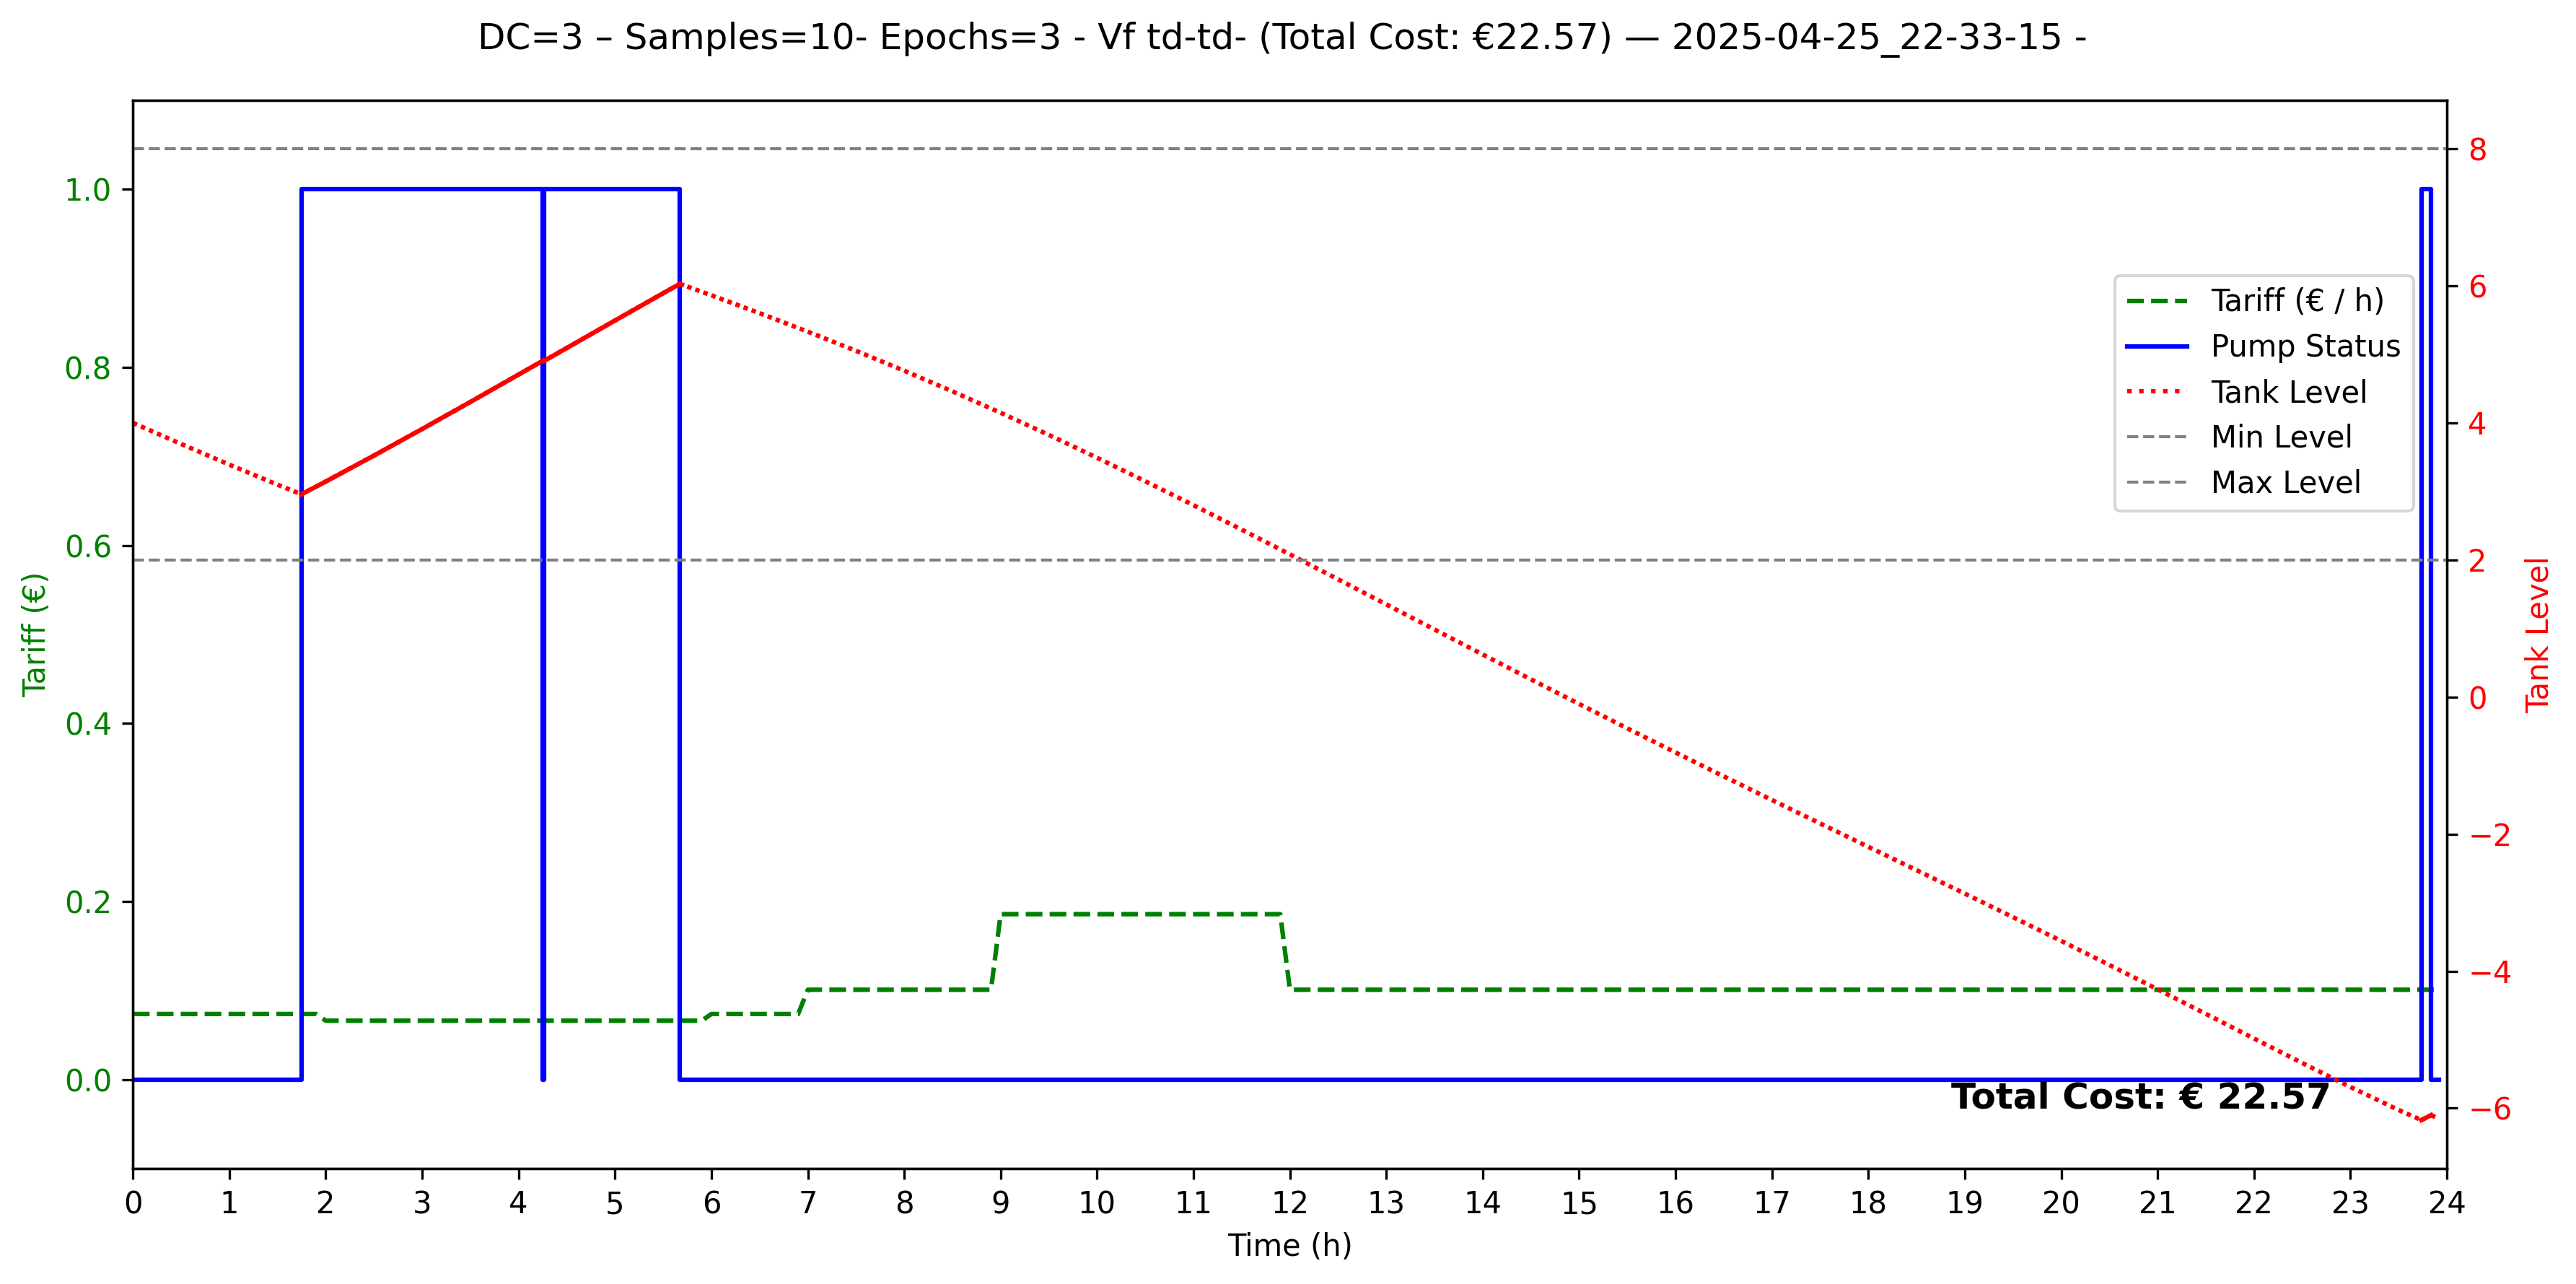 DC=3 – Samples=10- Epochs=3 - Vf td-td- (Total Cost: €22.57) — 2025-04-25_22-33-15 -
Tariff (€)
1.0
0.8
0.6
0.4
0.2
0.0
8
6
4
2
0
−2
−4
−6
Tank Level
Tariff (€ / h)
Pump Status
Tank Level
Min Level
Max Level
Total Cost: € 22.57
0 1 2 3 4 5 6 7 8 9 10 11 12 13 14 15 16 17 18 19 20 21 22 23 24
Time (h)